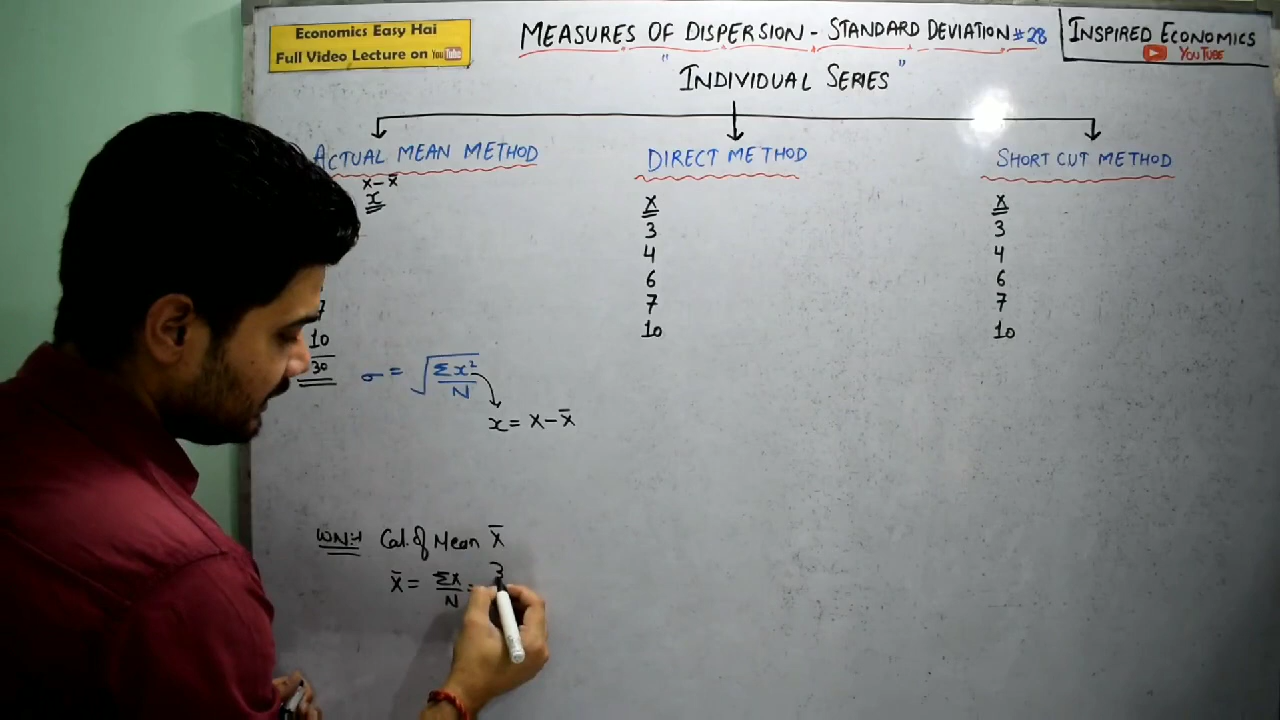 Economics Easy Hai
Full Video Lecture on YouTube
MEASURES OF DISPERSION - STANDARD DEVIATION #28
"INDIVIDUAL SERIES"
INSPIRED ECONOMICS
YOUTUBE
ACTUAL MEAN METHOD
X - X̄
x
7
10
30
σ = √Σx²/N
x = X - X̄
DIRECT METHOD
X
3
4
6
7
10
SHORT CUT METHOD
X
3
4
6
7
10
WN:1 Cal. of Mean X̄
X̄ = ΣX/N = 3